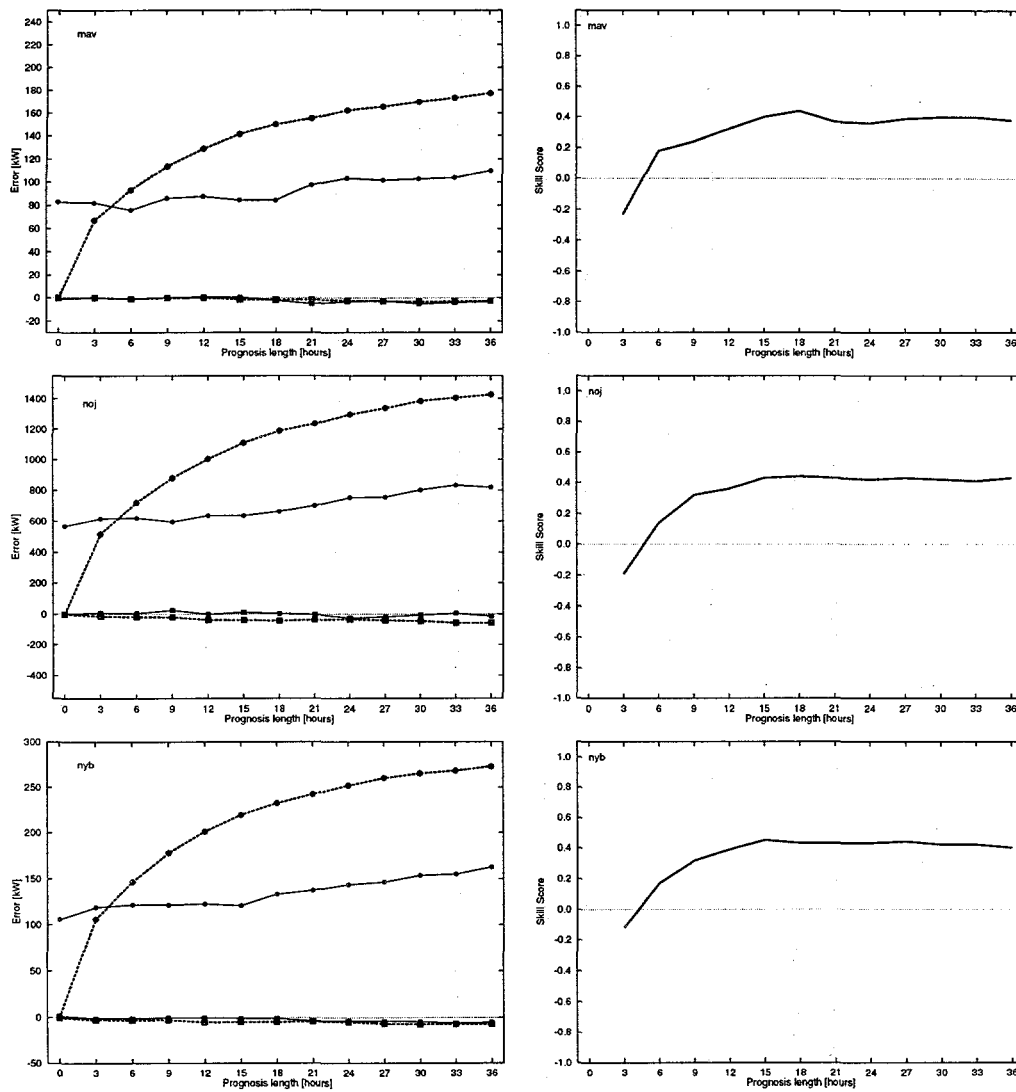 mav
Error [kW]
240
220
200
180
160
140
120
100
80
60
40
20
0
-20
0 3 6 9 12 15 18 21 24 27 30 33 36
Prognosis length [hours]
mav
Skill Score
1.0
0.8
0.6
0.4
0.2
0.0
-0.2
-0.4
-0.6
-0.8
-1.0
0 3 6 9 12 15 18 21 24 27 30 33 36
Prognosis length [hours]
noj
Error [kW]
1400
1200
1000
800
600
400
200
0
-200
-400
0 3 6 9 12 15 18 21 24 27 30 33 36
Prognosis length [hours]
noj
Skill Score
1.0
0.8
0.6
0.4
0.2
0.0
-0.2
-0.4
-0.6
-0.8
-1.0
0 3 6 9 12 15 18 21 24 27 30 33 36
Prognosis length [hours]
nyb
Error [kW]
300
250
200
150
100
50
0
-50
0 3 6 9 12 15 18 21 24 27 30 33 36
Prognosis length [hours]
nyb
Skill Score
1.0
0.8
0.6
0.4
0.2
0.0
-0.2
-0.4
-0.6
-0.8
-1.0
0 3 6 9 12 15 18 21 24 27 30 33 36
Prognosis length [hours]